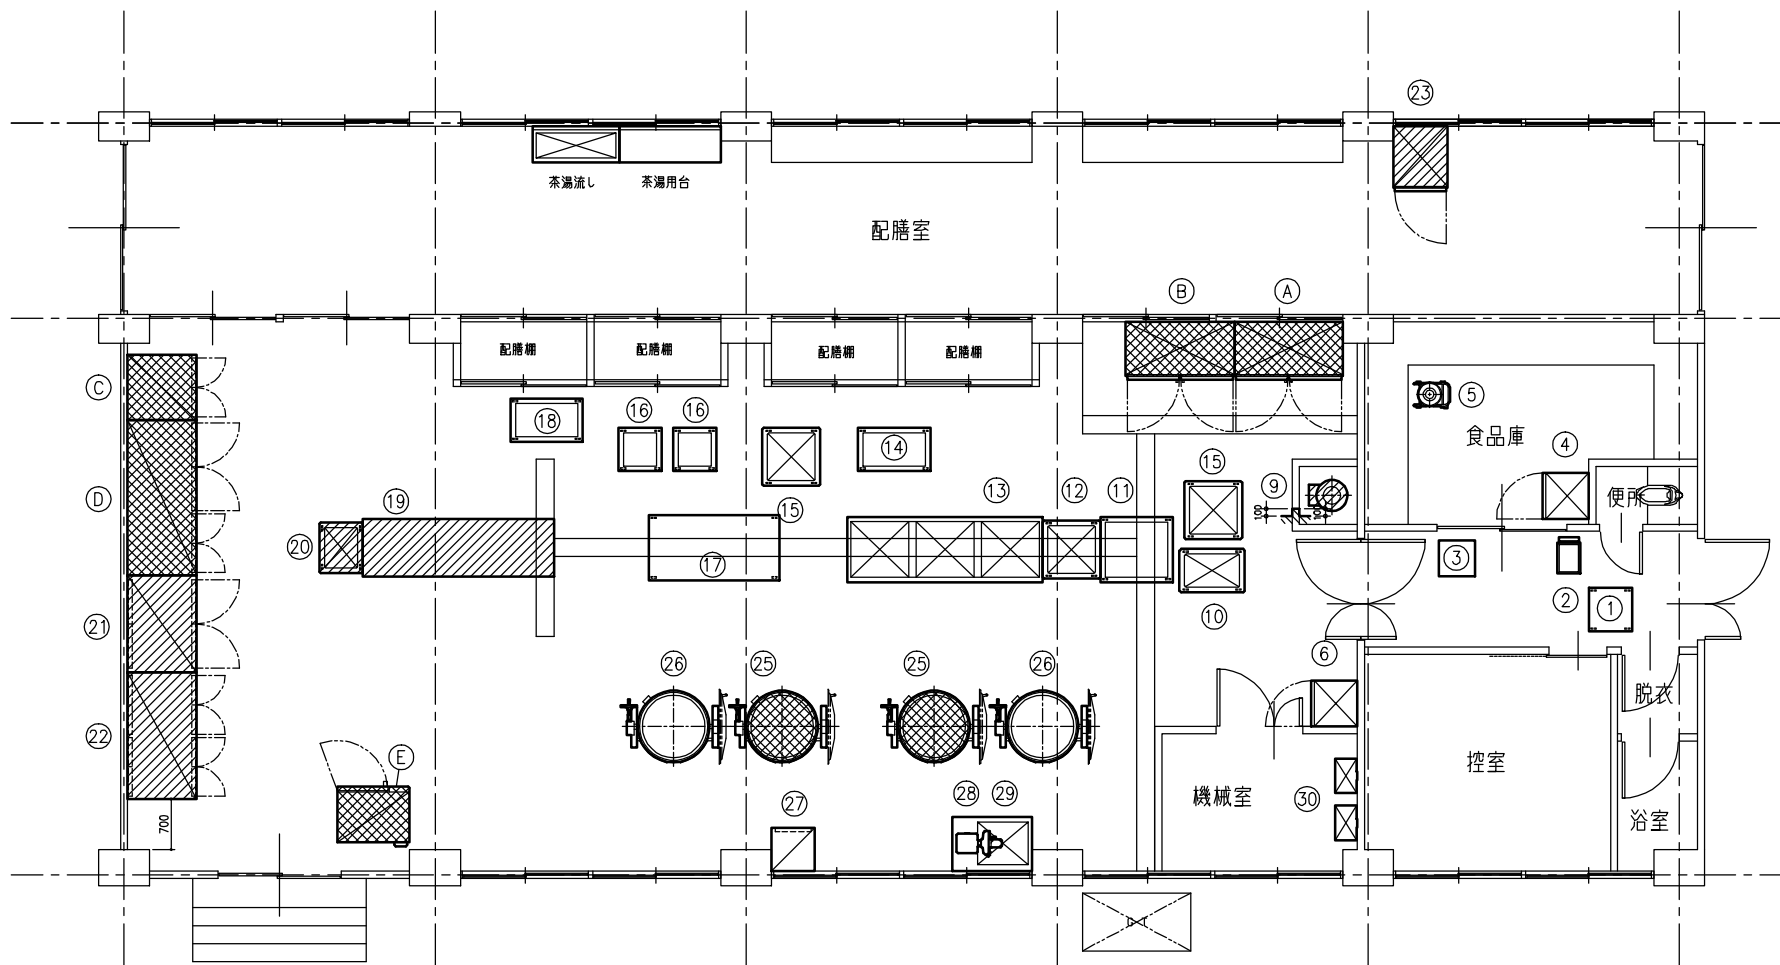 ㉓
茶湯流し 茶湯用台
配膳室
Ⓑ Ⓐ
配膳棚 配膳棚 配膳棚 配膳棚
Ⓒ
⑤
⑱ ⑯ ⑯ ⑭
食品庫 ④
⑮ ⑨
Ⓓ
⑲ ⑬ ⑫ ⑪
便所
100 100
⑮
⑳
⑰
③
② ①
⑩
㉑
⑥
㉖ ㉕ ㉕ ㉖
脱衣
㉒
Ⓔ
控室
機械室 ㉚
㉗ ㉘ ㉙
700
浴室